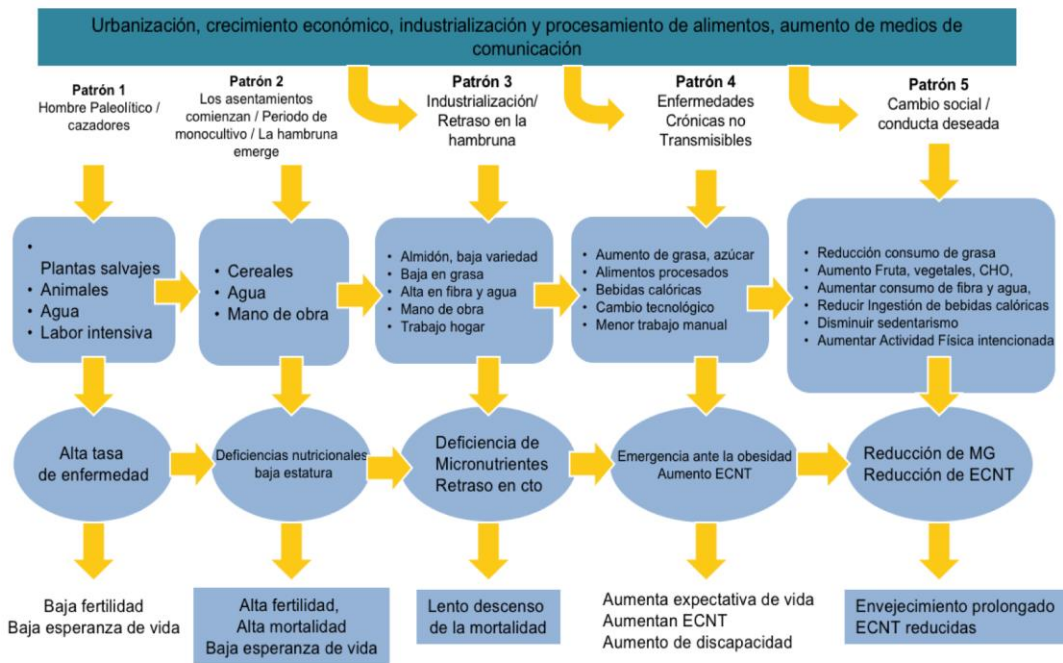 Urbanización, crecimiento económico, industrialización y procesamiento de alimentos, aumento de medios de
comunicación
Patrón 1
Hombre Paleolítico /
cazadores
Patrón 2
Los asentamientos
comienzan / Periodo de
monocultivo / La hambruna
emerge
Patrón 3
Industrialización/
Retraso en la
hambruna
Patrón 4
Enfermedades
Crónicas no
Transmisibles
Patrón 5
Cambio social /
conducta deseada
•
Plantas salvajes
• Animales
• Agua
• Labor intensiva
• Cereales
• Agua
• Mano de obra
• Almidón, baja variedad
• Baja en grasa
• Alta en fibra y agua
• Mano de obra
• Trabajo hogar
• Aumento de grasa, azúcar
• Alimentos procesados
• Bebidas calóricas
• Cambio tecnológico
• Menor trabajo manual
• Reducción consumo de grasa
• Aumento Fruta, vegetales, CHO,
• Aumentar consumo de fibra y agua,
• Reducir Ingestión de bebidas calóricas
• Disminuir sedentarismo
• Aumentar Actividad Física intencionada
Alta tasa
de enfermedad
Deficiencias nutricionales
baja estatura
Deficiencia de
Micronutrientes
Retraso en cto
Emergencia ante la obesidad
Aumento ECNT
Reducción de MG
Reducción de ECNT
Baja fertilidad
Baja esperanza de vida
Alta fertilidad,
Alta mortalidad
Baja esperanza de vida
Lento descenso
de la mortalidad
Aumenta expectativa de vida
Aumentan ECNT
Aumento de discapacidad
Envejecimiento prolongado
ECNT reducidas